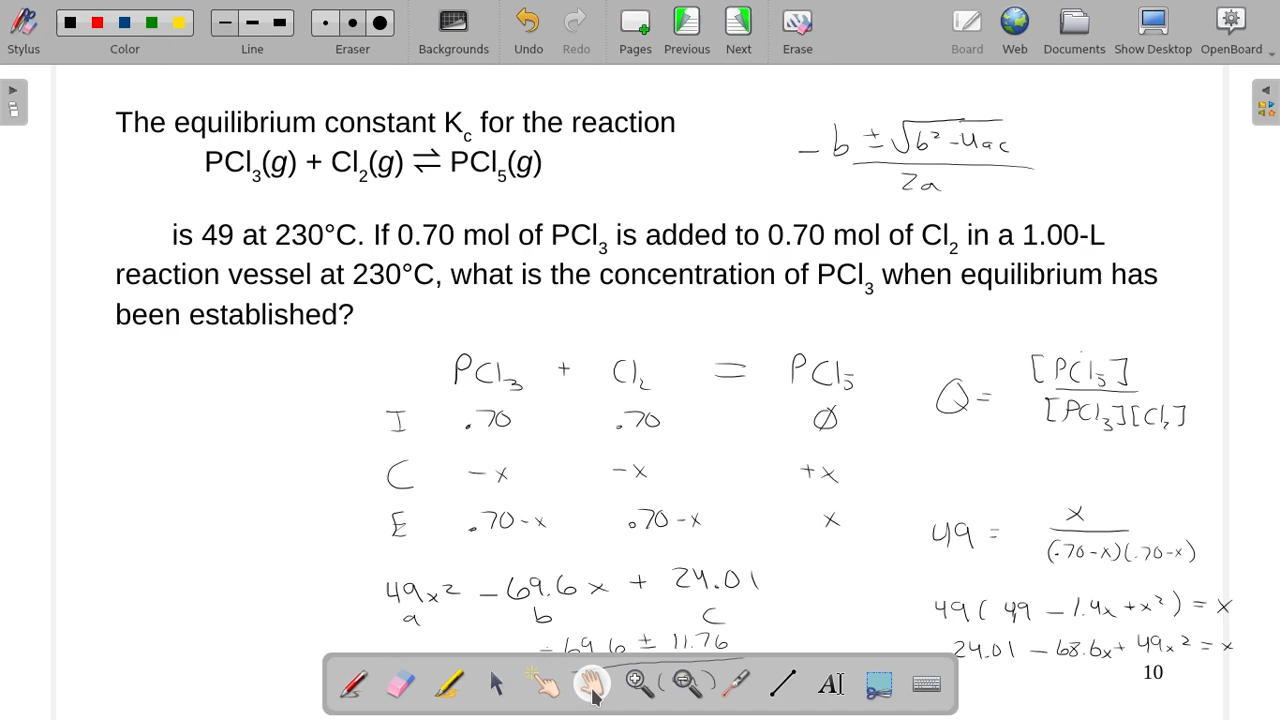 Stylus Color Line Eraser Backgrounds Undo Redo Pages Previous Next Erase Board Web Documents Show Desktop OpenBoard
The equilibrium constant Kc for the reaction
PCl3(g) + Cl2(g) ⇌ PCl5(g)
-b ± √b² -4ac
2a
is 49 at 230°C. If 0.70 mol of PCl3 is added to 0.70 mol of Cl2 in a 1.00-L
reaction vessel at 230°C, what is the concentration of PCl3 when equilibrium has
been established?
PCl3 + Cl2 = PCl5
I .70 .70 ∅
C -x -x +x
E .70-x .70-x x
Q = [PCl5]
[PCl3][Cl2]
49 = x
(.70-x)(.70-x)
49x² - 69.6x + 24.01
a b c
- 69.6 ± 11.76
49(.49 - 1.4x + x²) = x
24.01 - 68.6x + 49x² = x
10